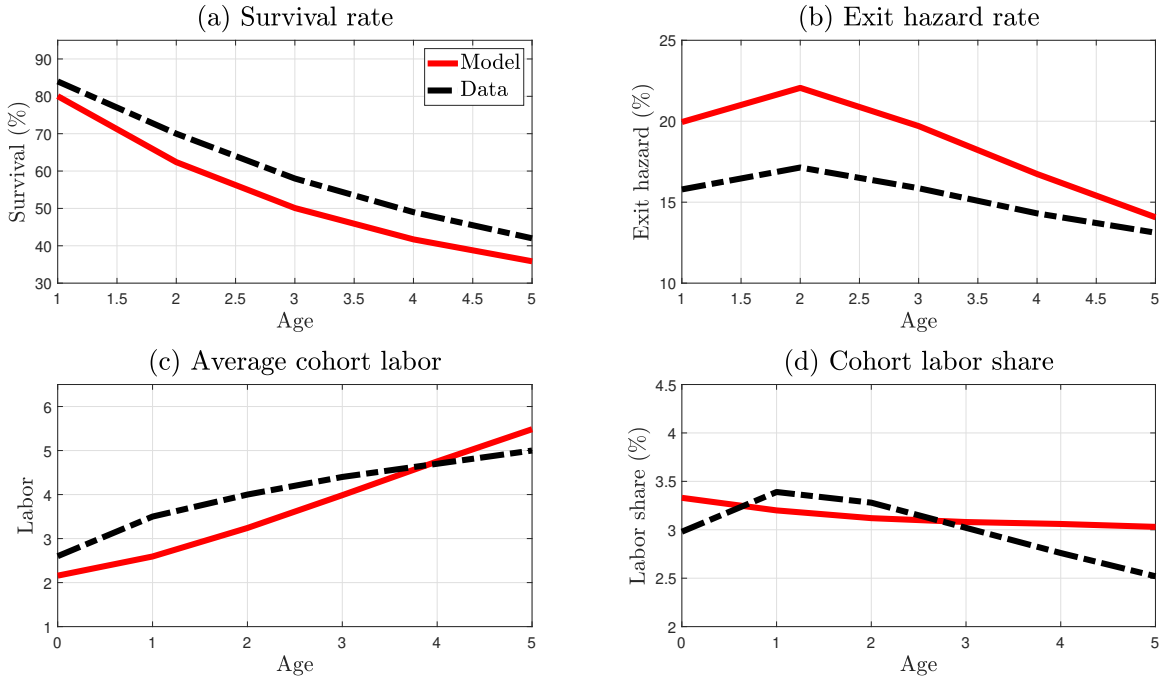 (a) Survival rate
90
80
70
60
50
40
30
Survival (%)
Model
Data
1 1.5 2 2.5 3 3.5 4 4.5 5
Age
(b) Exit hazard rate
25
20
15
10
Exit hazard (%)
1 1.5 2 2.5 3 3.5 4 4.5 5
Age
(c) Average cohort labor
6
5
4
3
2
1
Labor
0 1 2 3 4 5
Age
(d) Cohort labor share
4.5
4
3.5
3
2.5
2
Labor share (%)
0 1 2 3 4 5
Age